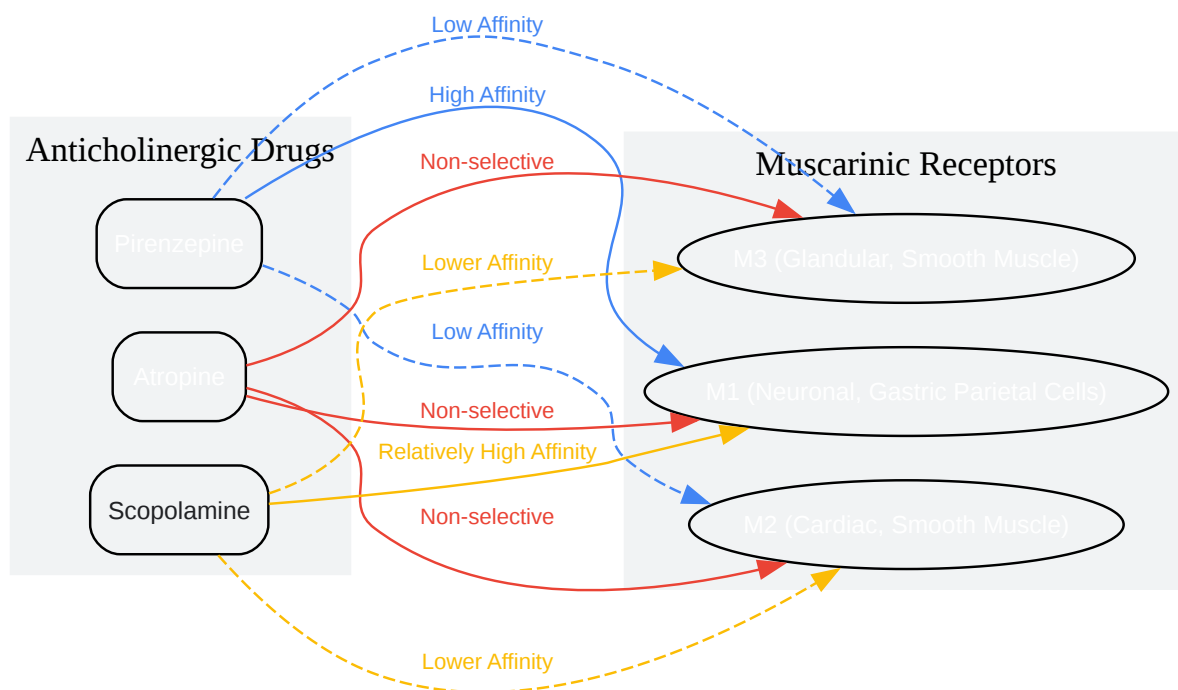 Low Affinity
High Affinity
Anticholinergic Drugs
Non-selective
Muscarinic Receptors
Pirenzepine
Lower Affinity
M3 (Glandular, Smooth Muscle)
Low Affinity
Atropine
Non-selective
M1 (Neuronal, Gastric Parietal Cells)
Relatively High Affinity
Scopolamine
Non-selective
M2 (Cardiac, Smooth Muscle)
Lower Affinity